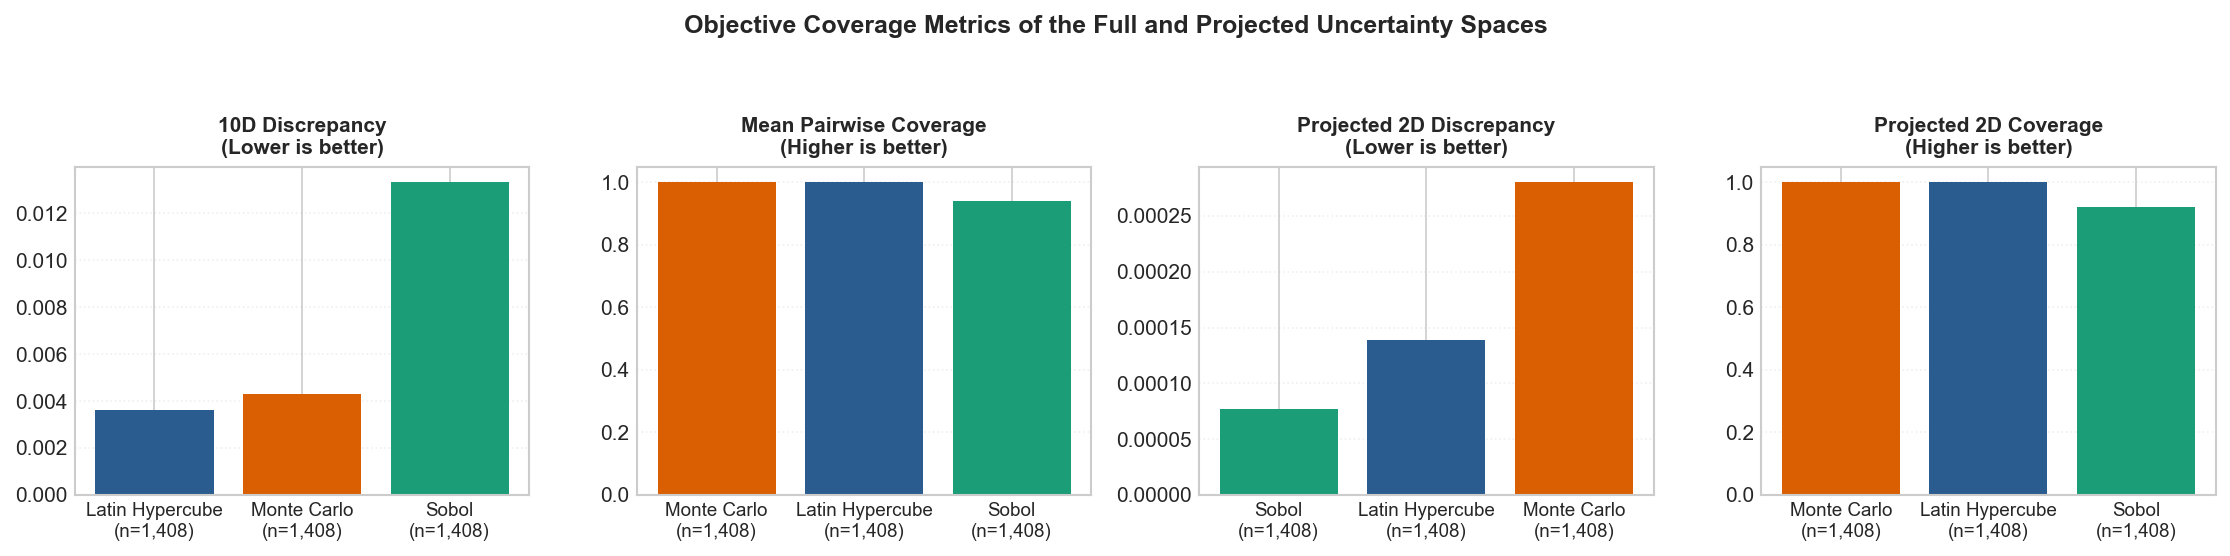 Objective Coverage Metrics of the Full and Projected Uncertainty Spaces
10D Discrepancy
(Lower is better)
0.012
0.010
0.008
0.006
0.004
0.002
0.000
Latin Hypercube
(n=1,408)
Monte Carlo
(n=1,408)
Sobol
(n=1,408)
Mean Pairwise Coverage
(Higher is better)
1.0
0.8
0.6
0.4
0.2
0.0
Monte Carlo
(n=1,408)
Latin Hypercube
(n=1,408)
Sobol
(n=1,408)
Projected 2D Discrepancy
(Lower is better)
0.00025
0.00020
0.00015
0.00010
0.00005
0.00000
Sobol
(n=1,408)
Latin Hypercube
(n=1,408)
Monte Carlo
(n=1,408)
Projected 2D Coverage
(Higher is better)
1.0
0.8
0.6
0.4
0.2
0.0
Monte Carlo
(n=1,408)
Latin Hypercube
(n=1,408)
Sobol
(n=1,408)